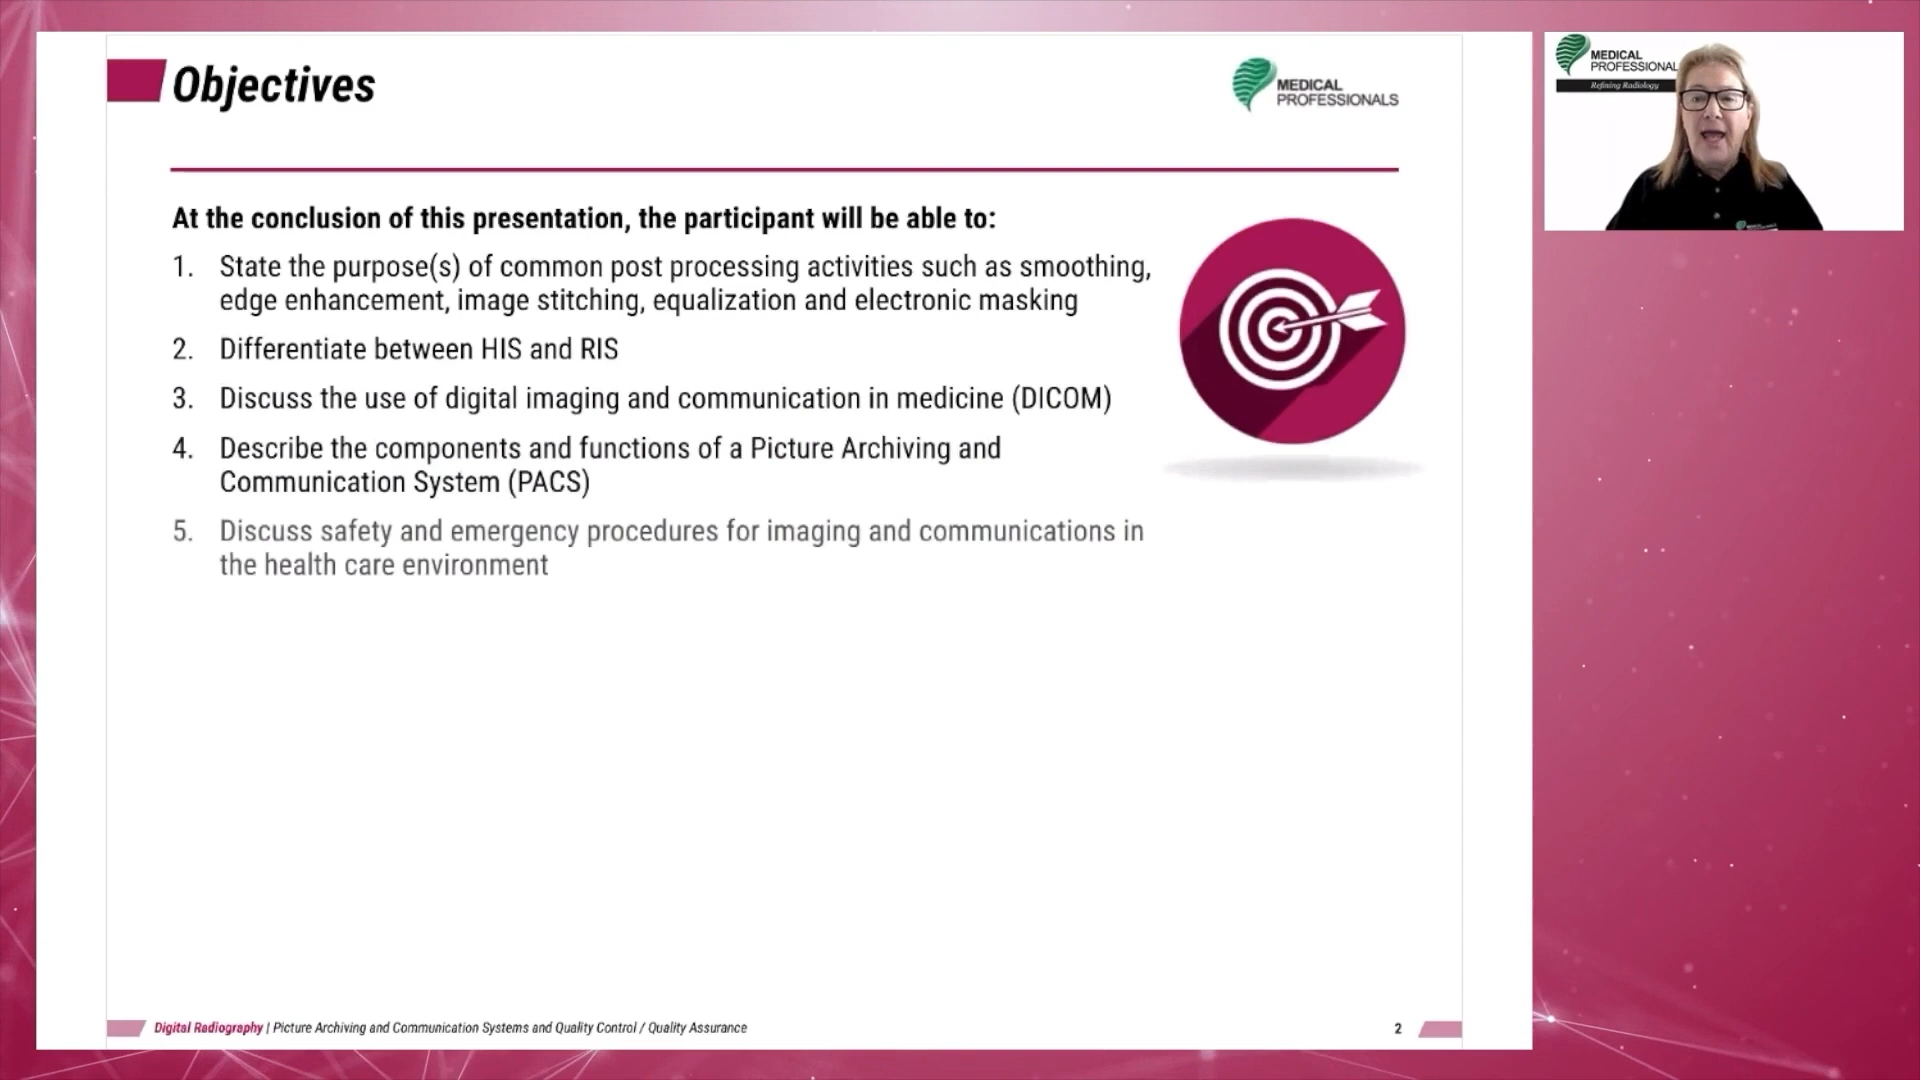 Objectives
MEDICAL
PROFESSIONALS
At the conclusion of this presentation, the participant will be able to:
1. State the purpose(s) of common post processing activities such as smoothing,
edge enhancement, image stitching, equalization and electronic masking
2. Differentiate between HIS and RIS
3. Discuss the use of digital imaging and communication in medicine (DICOM)
4. Describe the components and functions of a Picture Archiving and
Communication System (PACS)
5. Discuss safety and emergency procedures for imaging and communications in
the health care environment
Digital Radiography | Picture Archiving and Communication Systems and Quality Control / Quality Assurance
2
MEDICAL
PROFESSIONAL
Refining Radiology